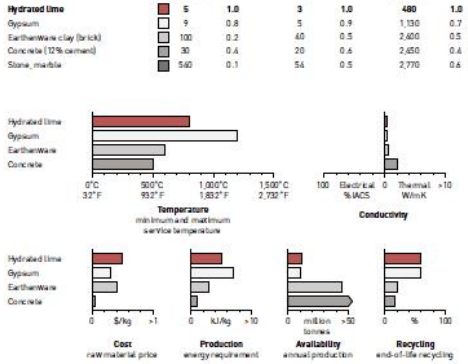 Hydrated lime 5 1.0 3 1.0 480 1.0
Gypsum 9 0.8 5 0.9 1,130 0.7
Earthenware clay (brick) 100 0.2 40 0.5 2,600 0.5
Concrete (12% cement) 30 0.4 20 0.6 2,450 0.4
Stone, marble 560 0.1 54 0.5 2,770 0.6
Hydrated lime
Gypsum
Earthenware
Concrete
0°C 500°C 1,000°C 1,500°C 100 Electrical 0 Thermal >10
32°F 932°F 1,832°F 2,732°F % IACS W/mK
Temperature
minimum and maximum
service temperature
Conductivity
Hydrated lime
Gypsum
Earthenware
Concrete
0 $/kg >1 0 kJ/kg >10 0 million >50 0 % 100
tonnes
Cost Production Availability Recycling
raw material price energy requirement annual production end-of-life recycling